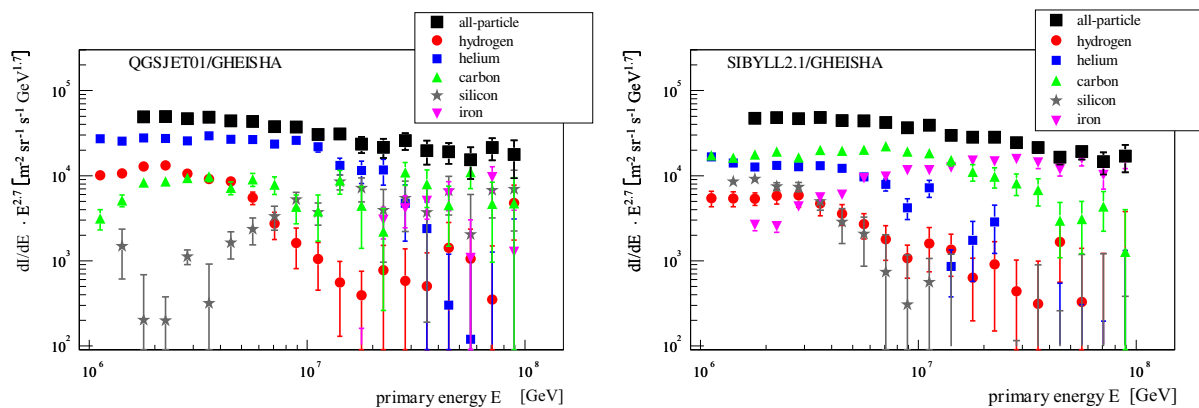 all-particle
hydrogen
helium
carbon
silicon
iron
QGSJET01/GHEISHA
dI/dE · E^2.7 [m^-2 sr^-1 s^-1 GeV^1.7]
10^5
10^4
10^3
10^2
10^6
10^7
10^8
primary energy E [GeV]
all-particle
hydrogen
helium
carbon
silicon
iron
SIBYLL2.1/GHEISHA
dI/dE · E^2.7 [m^-2 sr^-1 s^-1 GeV^1.7]
10^5
10^4
10^3
10^2
10^6
10^7
10^8
primary energy E [GeV]